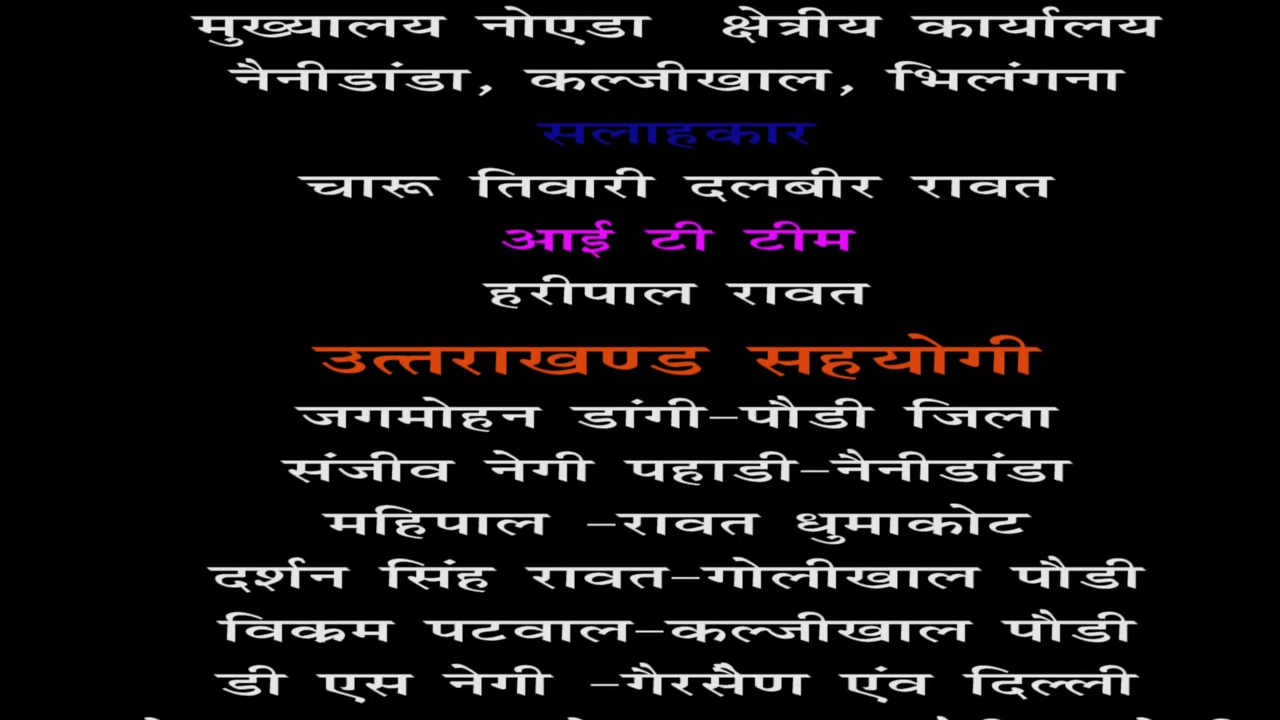 मुख्यालय नोएडा क्षेत्रीय कार्यालय
नैनीडांडा, कल्जीखाल, भिलंगना
सलाहकार
चारू तिवारी दलबीर रावत
आई टी टीम
हरीपाल रावत
उत्तराखण्ड सहयोगी
जगमोहन डांगी-पौडी जिला
संजीव नेगी पहाडी-नैनीडांडा
महिपाल -रावत धुमाकोट
दर्शन सिंह रावत-गोलीखाल पौडी
विक्रम पटवाल-कल्जीखाल पौडी
डी एस नेगी -गैरसैण एंव दिल्ली